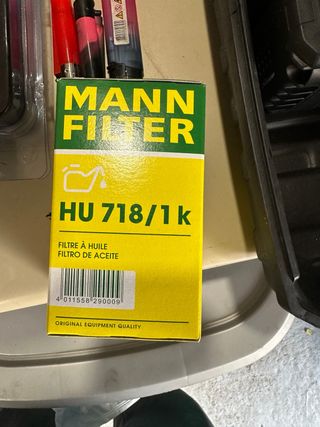 MANN
FILTER
HU 718/1 k
FILTRE À HUILE
FILTRO DE ACEITE
4 011558 290009
ORIGINAL EQUIPMENT QUALITY